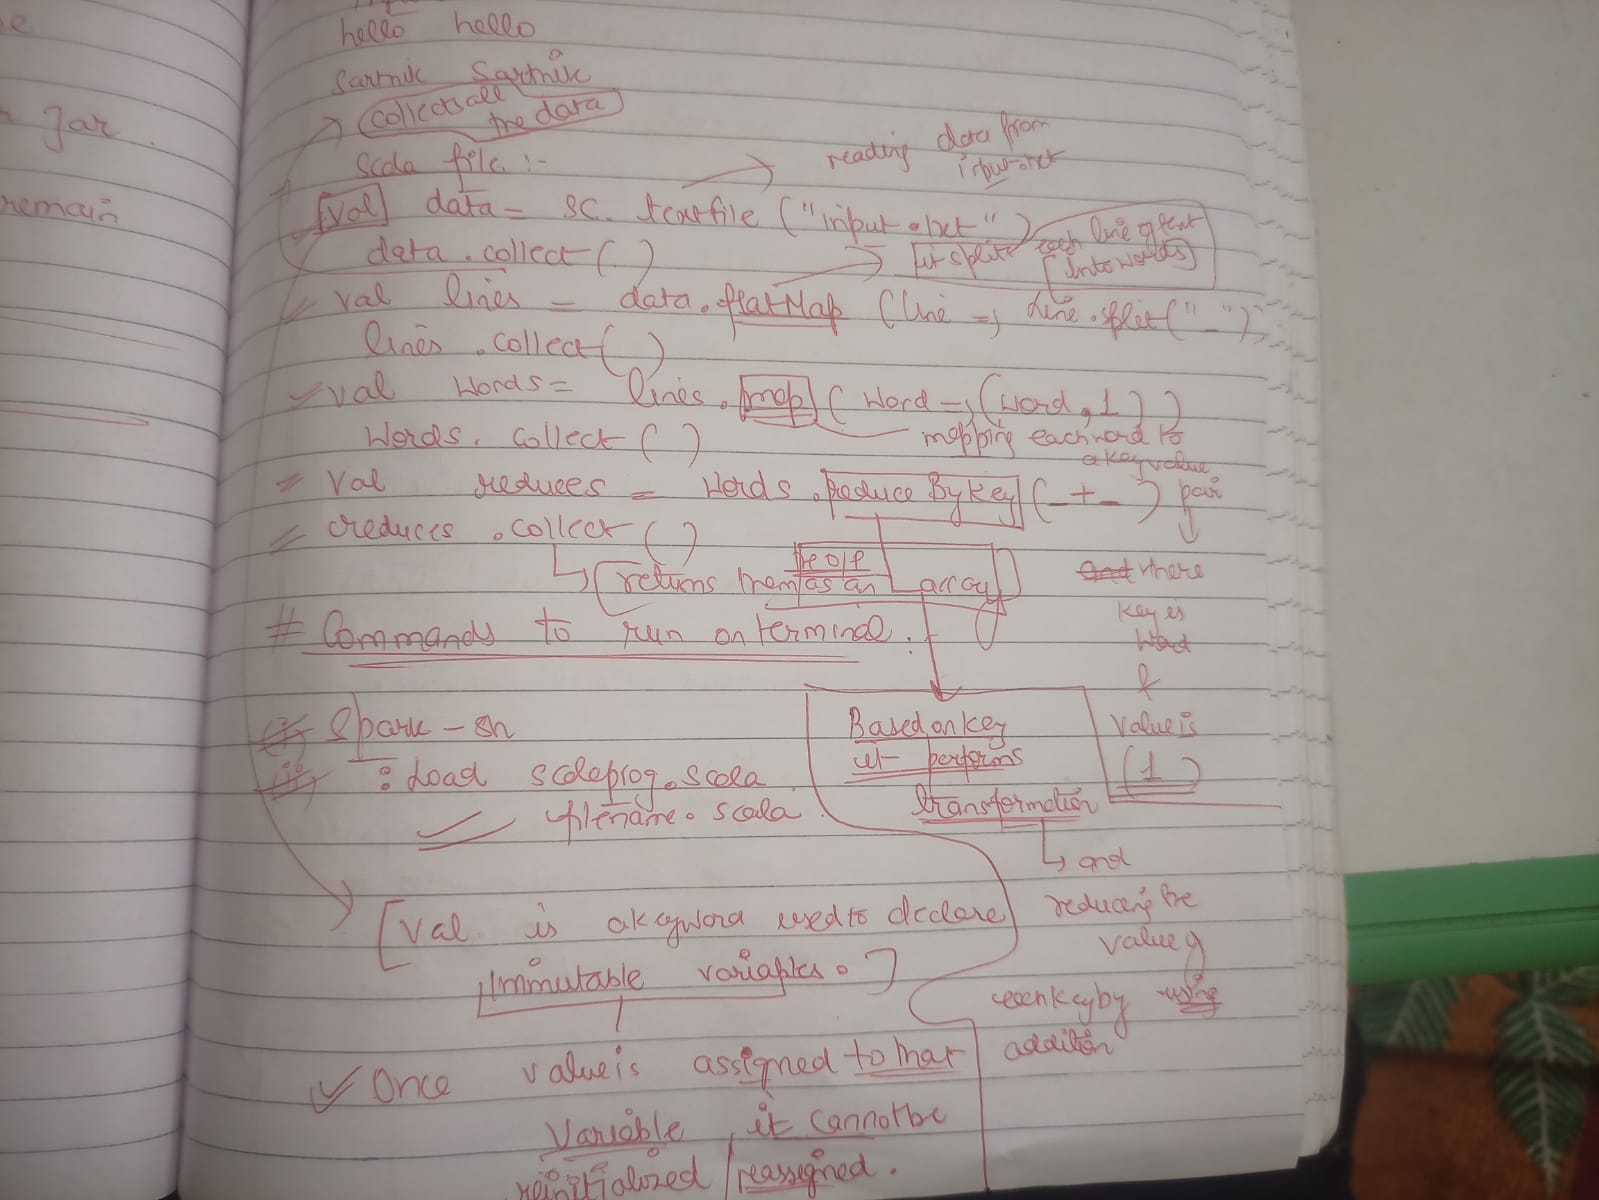 hello hello
Sarthik Sarthik
collects all
the data
Scala file :-
reading data from
input.txt
val data = sc. textfile ("input.txt")
data.collect()
it splits each line of text
into words
val lines = data.flatMap (line => line.split("_"));
lines.collect()
val words = lines.map (word => (word, 1))
words.collect()
mapping each word to
a key value
pair
val reduces = words.reduceByKey(_+_)
reduces.collect()
returns them as an array
the o/p
and where
key is
word
&
value is
(1)
# Commands to run on terminal.
i) Spark-sh
ii) :Load scalaprog.scala
filename.scala
Based on key
it performs
transformation
and
reducing the
value of
each key by using
addition
[val is a keyword used to declare
immutable variables.]
Once value is assigned to that
variable, it cannot be
reinitialized/reassigned.
Jar.
remain